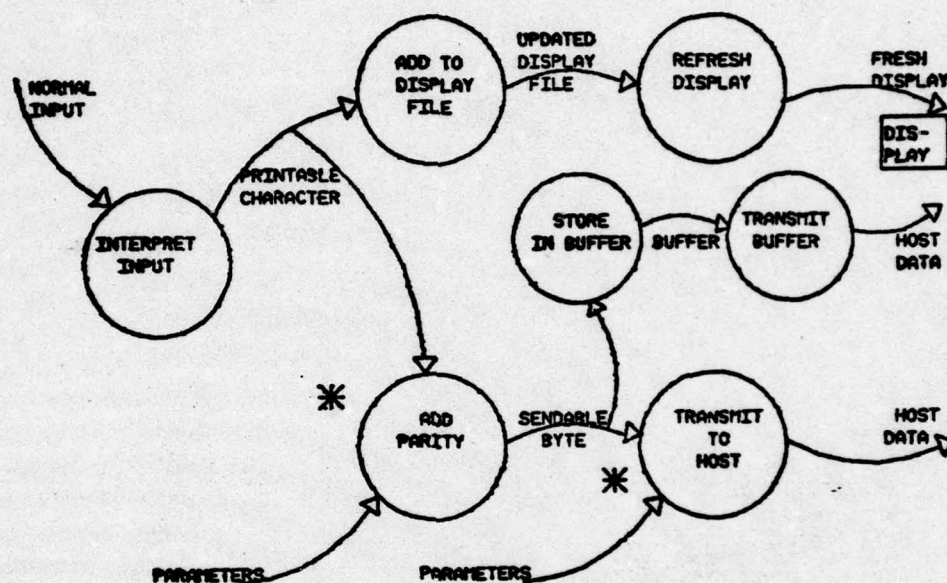 NORMAL
INPUT
INTERPRET
INPUT
PRINTABLE
CHARACTER
ADD TO
DISPLAY
FILE
UPDATED
DISPLAY
FILE
REFRESH
DISPLAY
FRESH
DISPLAY
DIS-
PLAY
STORE
IN BUFFER
BUFFER
TRANSMIT
BUFFER
HOST
DATA
*
ADD
PARITY
SENDABLE
BYTE
*
TRANSMIT
TO
HOST
HOST
DATA
PARAMETERS
PARAMETERS